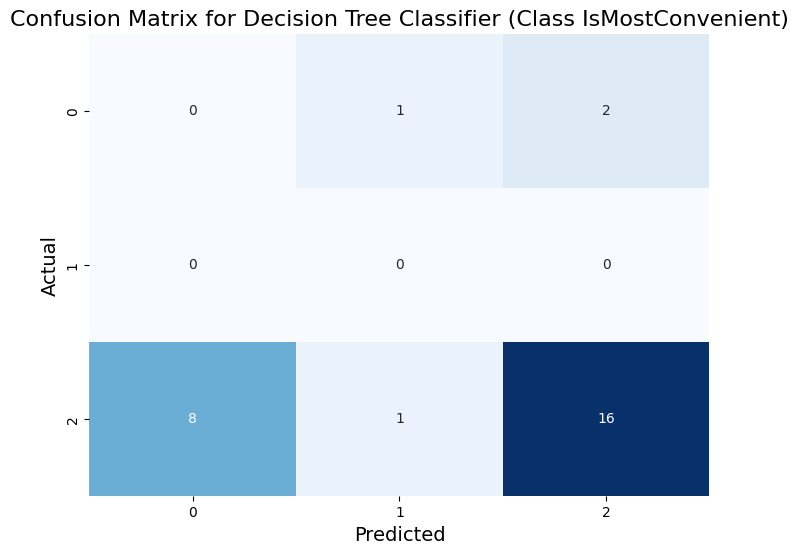 Confusion Matrix for Decision Tree Classifier (Class IsMostConvenient)
0 0 1 2
Actual
1 0 0 0
2 8 1 16
0 1 2
Predicted